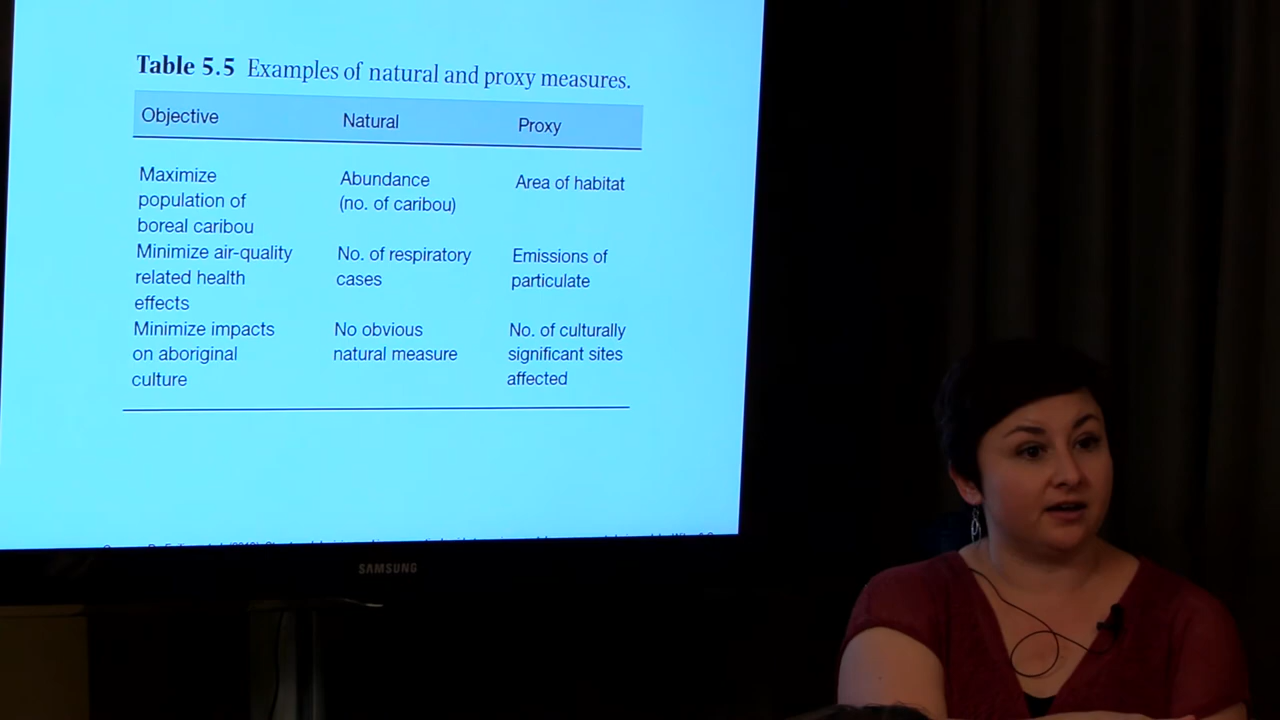 Table 5.5 Examples of natural and proxy measures.
Objective Natural Proxy
Maximize
population of
boreal caribou
Abundance
(no. of caribou)
Area of habitat
Minimize air-quality
related health
effects
No. of respiratory
cases
Emissions of
particulate
Minimize impacts
on aboriginal
culture
No obvious
natural measure
No. of culturally
significant sites
affected
SAMSUNG